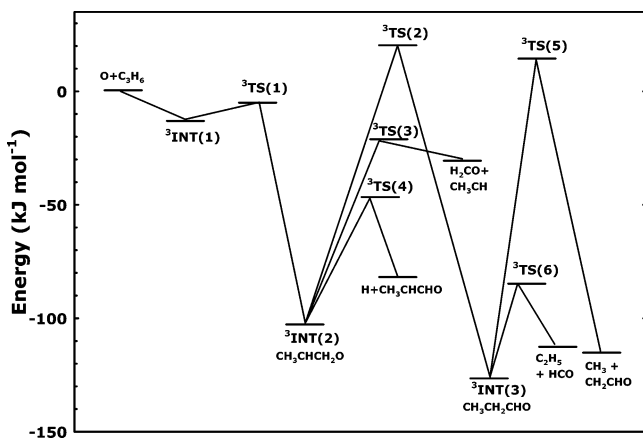 ³TS(2)
³TS(5)
O+C₃H₆
0
³TS(1)
³INT(1)
³TS(3)
H₂CO+
CH₃CH
³TS(4)
-50
H+CH₃CHCHO
³TS(6)
-100
³INT(2)
CH₃CHCH₂O
C₂H₅
+ HCO
CH₃ +
CH₂CHO
³INT(3)
CH₃CH₂CHO
-150
Energy (kJ mol⁻¹)